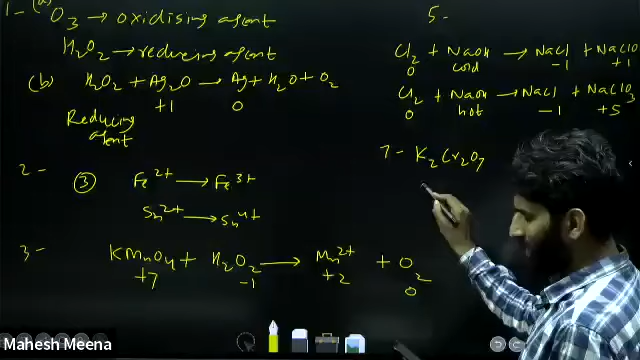 1- (a) O3 → oxidising agent
H2O2 → reducing agent
(b) H2O2 + Ag2O → Ag + H2O + O2
+1 0
Reducing agent
2- ③ Fe2+ → Fe3+
Sn2+ → Sn4+
3- KMnO4 + H2O2 → Mn2+ + O2
+7 -1 +2 0
5-
Cl2 + NaOH → NaCl + NaClO
0 cold -1 +1
Cl2 + NaOH → NaCl + NaClO3
0 hot -1 +5
7- K2Cr2O7
Mahesh Meena